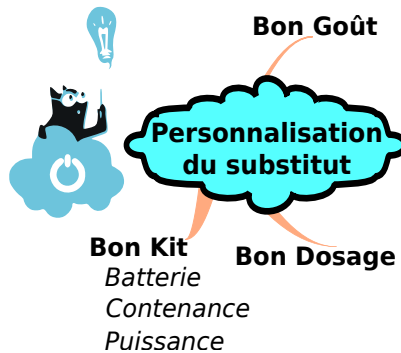 Bon Goût
Personnalisation
du substitut
Bon Kit
Batterie
Contenance
Puissance
Bon Dosage